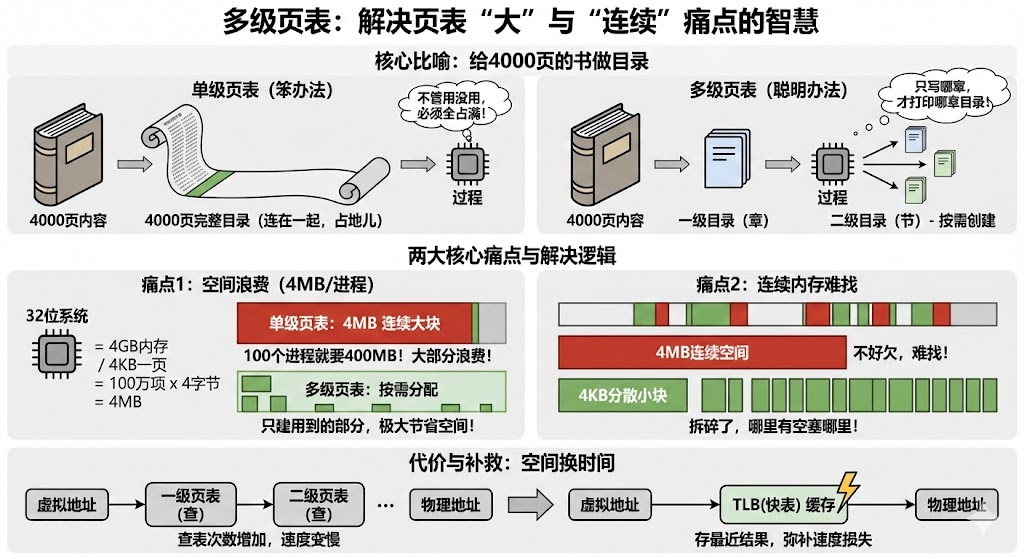 多级页表：解决页表“大”与“连续”痛点的智慧
核心比喻：给4000页的书做目录
单级页表（笨办法）
不管用没用，
必须全占满！
4000页内容
4000页完整目录（连在一起，占地儿）
过程
多级页表（聪明办法）
只写哪章，
才打印哪章目录！
4000页内容
一级目录（章）
过程
二级目录（节）- 按需创建
两大核心痛点与解决逻辑
痛点1：空间浪费（4MB/进程）
32位系统
= 4GB内存
/ 4KB一页
= 100万项 x 4字节
= 4MB
单级页表：4MB 连续大块
100个进程就要400MB！大部分浪费！
多级页表：按需分配
只建用到的部分，极大节省空间！
痛点2：连续内存难找
4MB连续空间
不好欠，难找！
4KB分散小块
拆碎了，哪里有空塞哪里！
代价与补救：空间换时间
虚拟地址
一级页表
（查）
二级页表
（查）
...
物理地址
查表次数增加，速度变慢
虚拟地址
TLB(快表) 缓存
物理地址
存最近结果，弥补速度损失